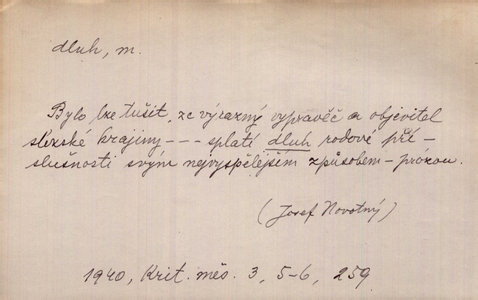 dluh, m.
Bylo lze tušit, že výrazný vypravěč a objevitel
slezské krajiny - - - splatí dluh rodové pří-
slušnosti svým nejvyspělejším způsobem - prózou.
(Josef Novotný)
1940, Krit. měs. 3, 5-6, 259